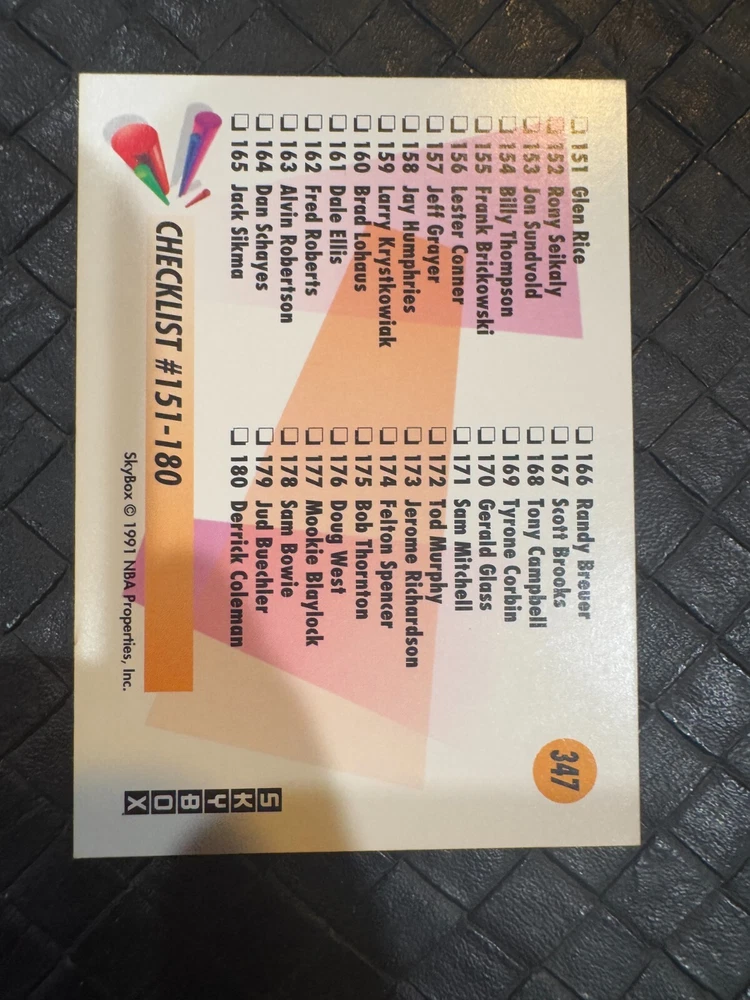 347
❏ 151 Glen Rice
❏ 152 Rony Seikaly
❏ 153 Jon Sundvold
❏ 154 Billy Thompson
❏ 155 Frank Brickowski
❏ 156 Lester Conner
❏ 157 Jeff Grayer
❏ 158 Jay Humphries
❏ 159 Larry Krystkowiak
❏ 160 Brad Lohaus
❏ 161 Dale Ellis
❏ 162 Fred Roberts
❏ 163 Alvin Robertson
❏ 164 Dan Schayes
❏ 165 Jack Sikma
❏ 166 Randy Breuer
❏ 167 Scott Brooks
❏ 168 Tony Campbell
❏ 169 Tyrone Corbin
❏ 170 Gerald Glass
❏ 171 Sam Mitchell
❏ 172 Tod Murphy
❏ 173 Jerome Richardson
❏ 174 Felton Spencer
❏ 175 Bob Thornton
❏ 176 Doug West
❏ 177 Mookie Blaylock
❏ 178 Sam Bowie
❏ 179 Jud Buechler
❏ 180 Derrick Coleman
CHECKLIST #151-180
SkyBox © 1991 NBA Properties, Inc.
SKYBOX